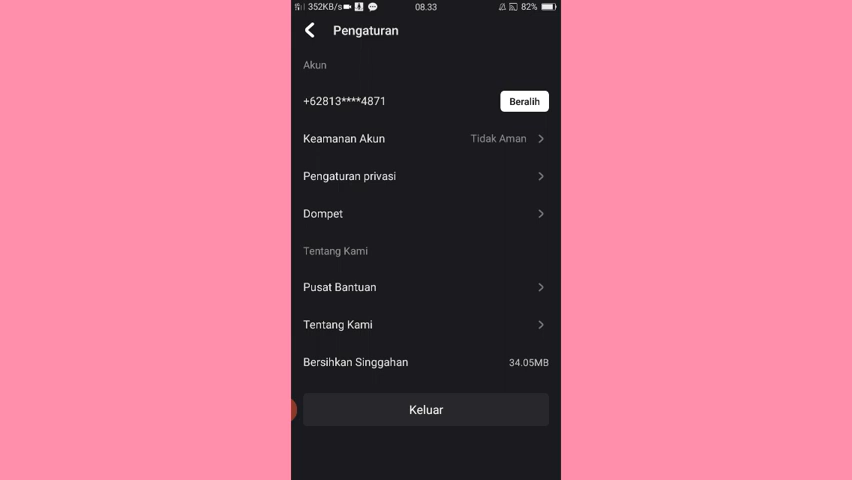 352KB/s 08.33 82%
Pengaturan
Akun
+62813****4871 Beralih
Keamanan Akun Tidak Aman
Pengaturan privasi
Dompet
Tentang Kami
Pusat Bantuan
Tentang Kami
Bersihkan Singgahan 34.05MB
Keluar